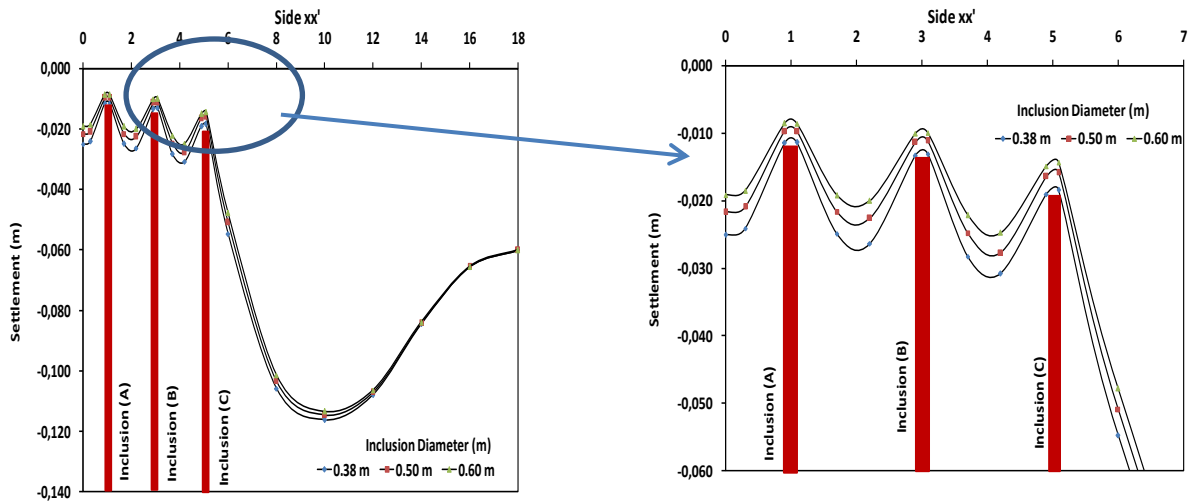 Side xx'
0 2 4 6 8 10 12 14 16 18
0,000
-0,020
-0,040
-0,060
-0,080
-0,100
-0,120
-0,140
Settlement (m)
Inclusion (A)
Inclusion (B)
Inclusion (C)
Inclusion Diameter (m)
0.38 m 0.50 m 0.60 m
Side xx'
0 1 2 3 4 5 6 7
0,000
-0,010
-0,020
-0,030
-0,040
-0,050
-0,060
Settlement (m)
Inclusion Diameter (m)
0.38 m 0.50 m 0.60 m
Inclusion (A)
Inclusion (B)
Inclusion (C)